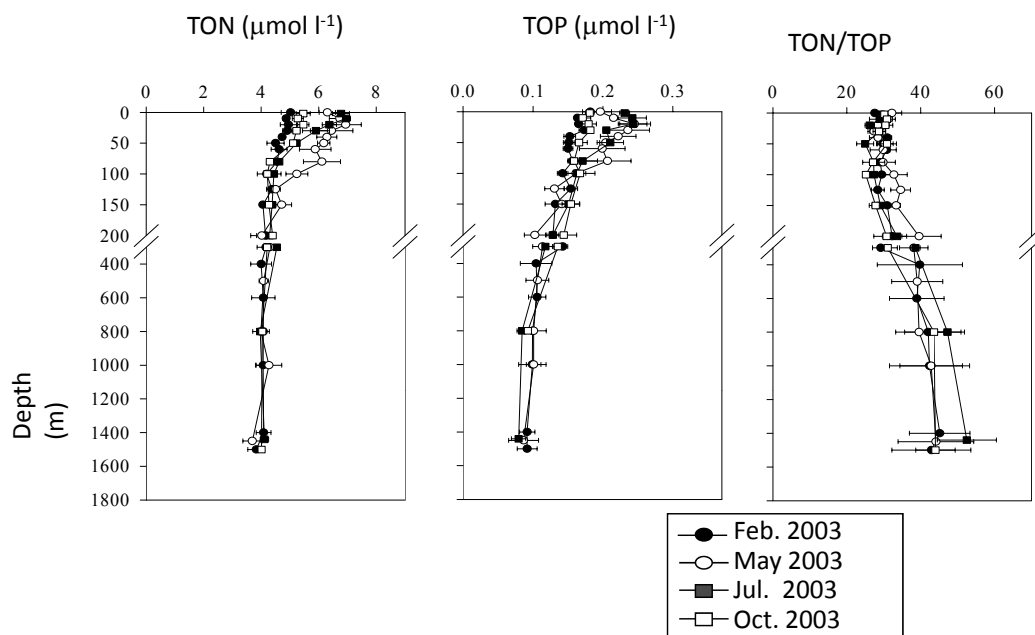 TON (μmol l-1)
TOP (μmol l-1)
TON/TOP
0 2 4 6 8
0.0 0.1 0.2 0.3
0 20 40 60
0
50
100
150
200
400
600
800
1000
1200
1400
1600
1800
Depth
(m)
Feb. 2003
May 2003
Jul. 2003
Oct. 2003